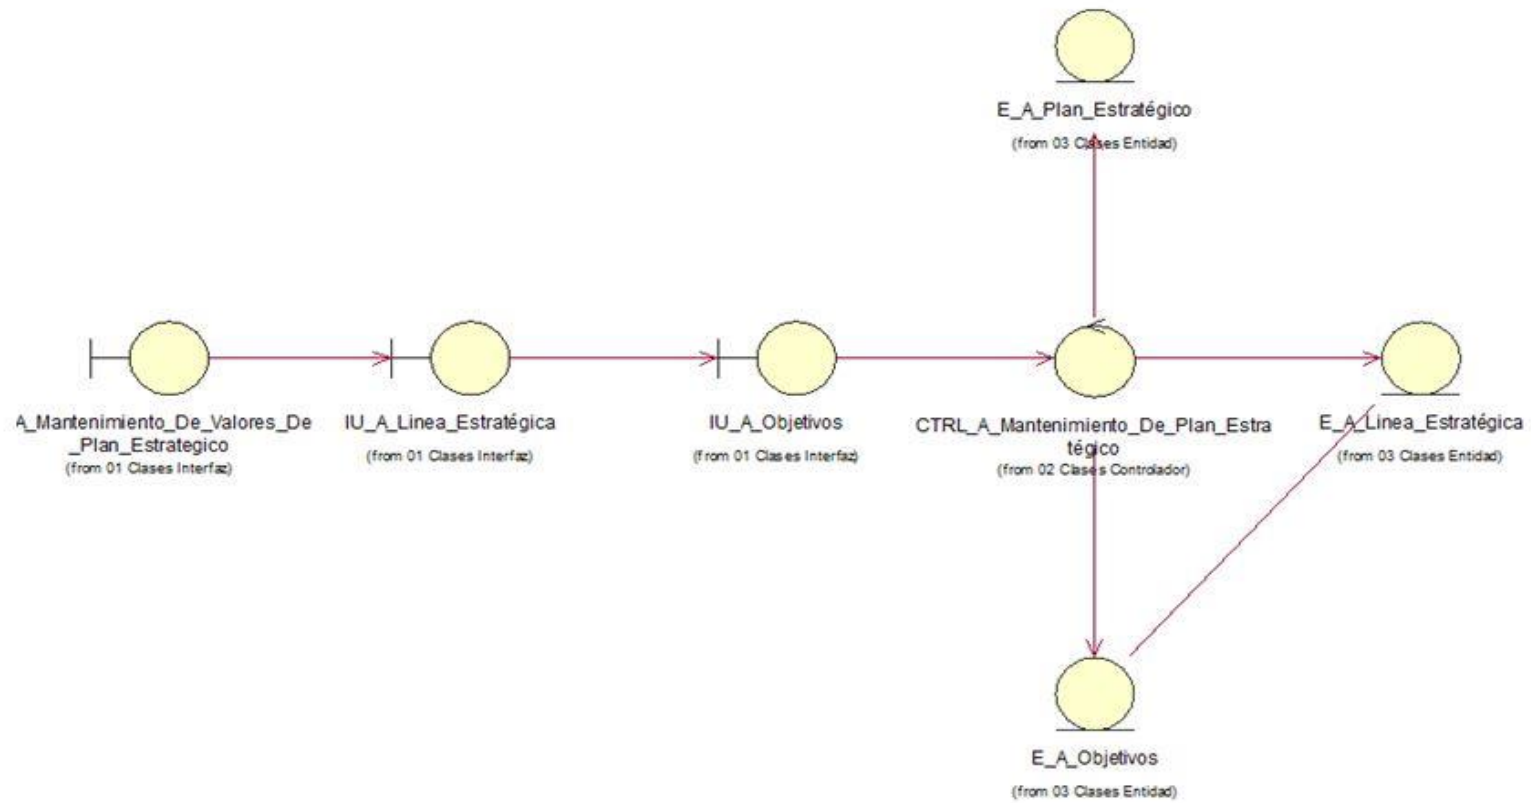 E_A_Plan_Estratégico
(from 03 Clases Entidad)
A_Mantenimiento_De_Valores_De
_Plan_Estrategico
(from 01 Clases Interfaz)
IU_A_Linea_Estratégica
(from 01 Clases Interfaz)
IU_A_Objetivos
(from 01 Clases Interfaz)
CTRL_A_Mantenimiento_De_Plan_Estra
tégico
(from 02 Clases Controlador)
E_A_Linea_Estratégica
(from 03 Clases Entidad)
E_A_Objetivos
(from 03 Clases Entidad)